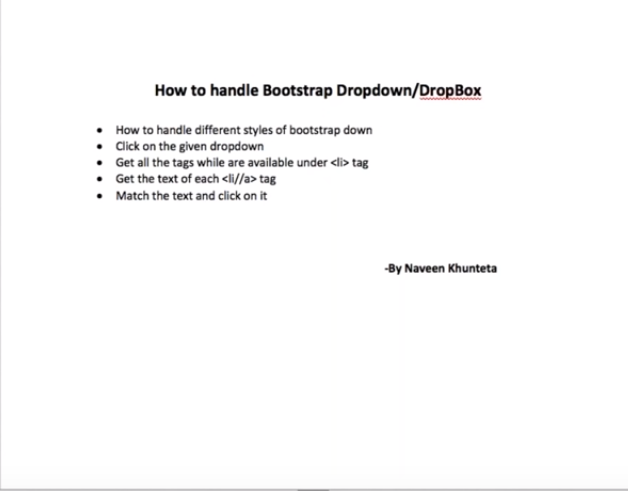 How to handle Bootstrap Dropdown/DropBox
• How to handle different styles of bootstrap down
• Click on the given dropdown
• Get all the tags while are available under <li> tag
• Get the text of each <li//a> tag
• Match the text and click on it
-By Naveen Khunteta